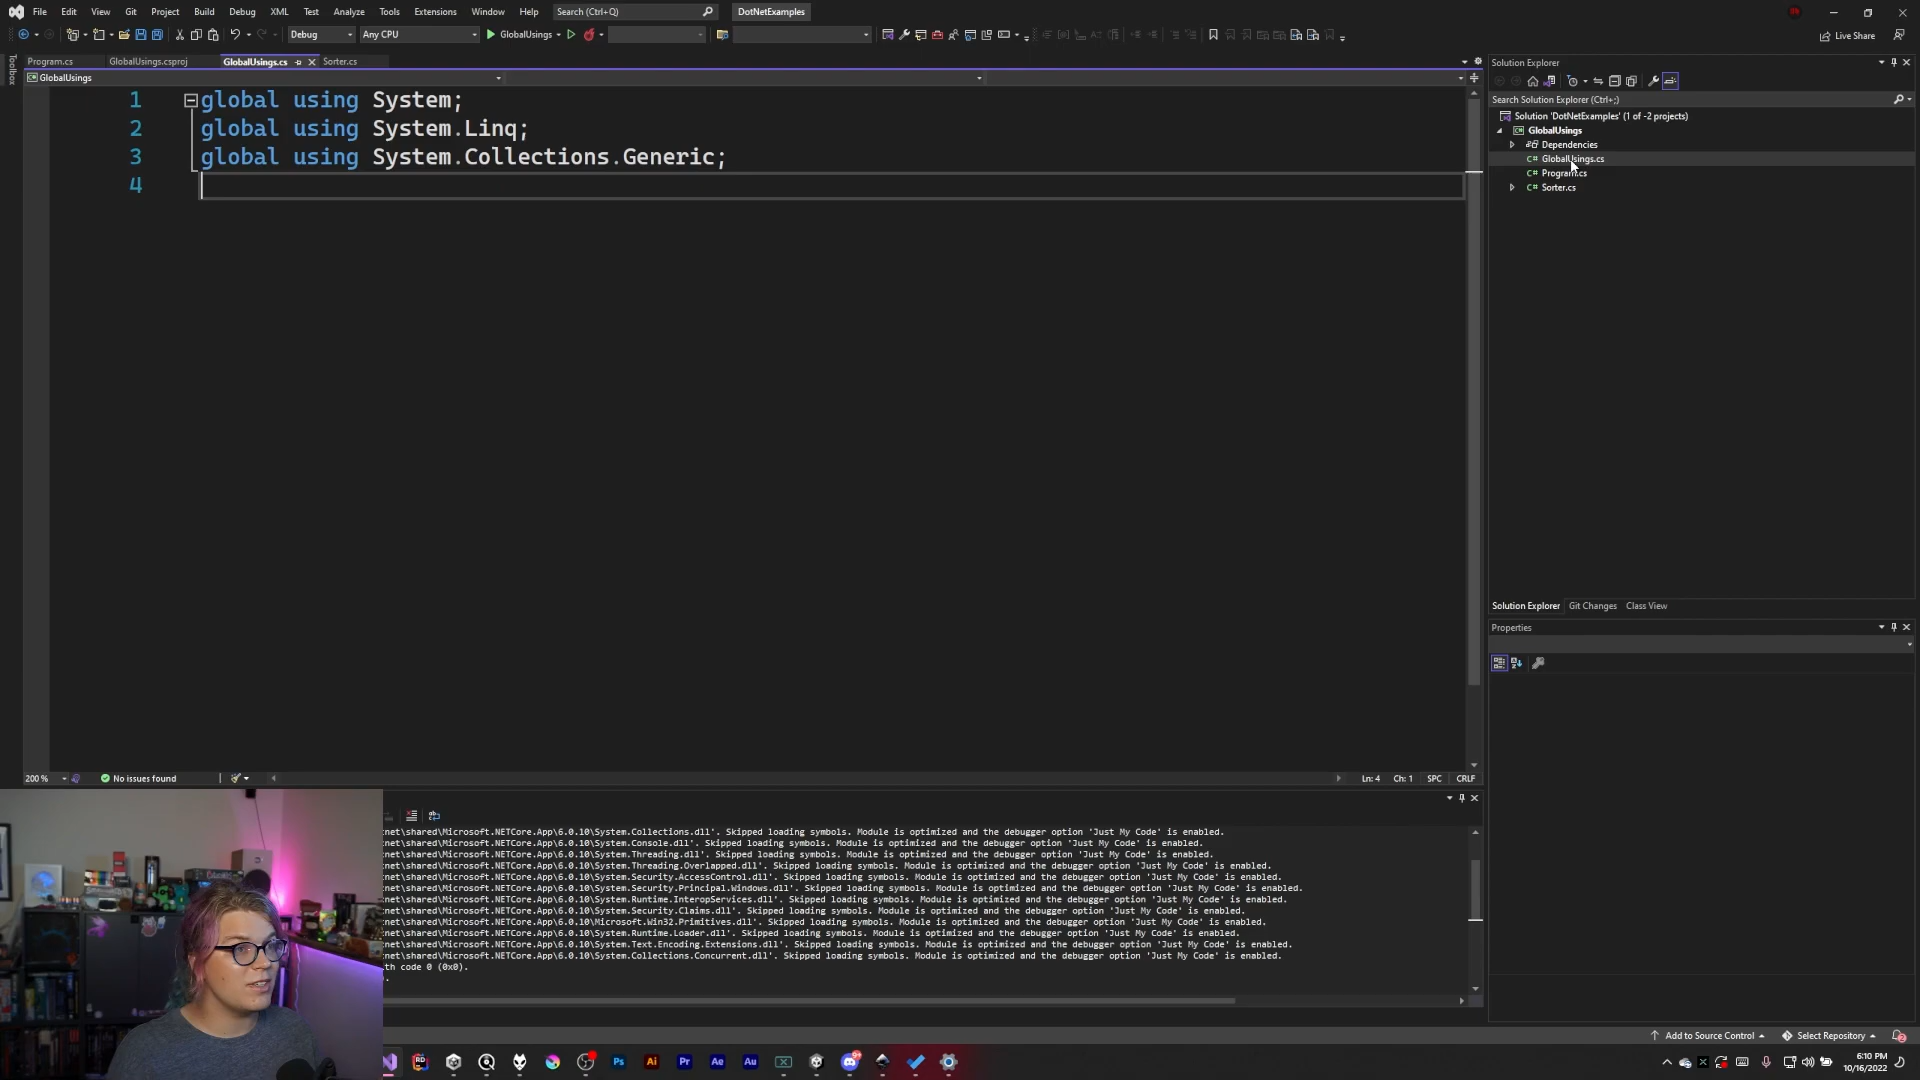 File Edit View Git Project Build Debug XML Test Analyze Tools Extensions Window Help Search (Ctrl+Q) DotNetExamples
Debug Any CPU GlobalUsings Live Share
Toolbox
Program.cs GlobalUsings.csproj GlobalUsings.cs Sorter.cs
GlobalUsings
1 global using System;
2 global using System.Linq;
3 global using System.Collections.Generic;
4
200 % No issues found Ln: 4 Ch: 1 SPC CRLF
Solution Explorer
Search Solution Explorer (Ctrl+;)
Solution 'DotNetExamples' (1 of -2 projects)
GlobalUsings
Dependencies
GlobalUsings.cs
Program.cs
Sorter.cs
Solution Explorer Git Changes Class View
Properties
net\shared\Microsoft.NETCore.App\6.0.10\System.Collections.dll'. Skipped loading symbols. Module is optimized and the debugger option 'Just My Code' is enabled.
net\shared\Microsoft.NETCore.App\6.0.10\System.Console.dll'. Skipped loading symbols. Module is optimized and the debugger option 'Just My Code' is enabled.
net\shared\Microsoft.NETCore.App\6.0.10\System.Threading.dll'. Skipped loading symbols. Module is optimized and the debugger option 'Just My Code' is enabled.
net\shared\Microsoft.NETCore.App\6.0.10\System.Threading.Overlapped.dll'. Skipped loading symbols. Module is optimized and the debugger option 'Just My Code' is enabled.
net\shared\Microsoft.NETCore.App\6.0.10\System.Security.AccessControl.dll'. Skipped loading symbols. Module is optimized and the debugger option 'Just My Code' is enabled.
net\shared\Microsoft.NETCore.App\6.0.10\System.Security.Principal.Windows.dll'. Skipped loading symbols. Module is optimized and the debugger option 'Just My Code' is enabled.
net\shared\Microsoft.NETCore.App\6.0.10\System.Runtime.InteropServices.dll'. Skipped loading symbols. Module is optimized and the debugger option 'Just My Code' is enabled.
net\shared\Microsoft.NETCore.App\6.0.10\System.Security.Claims.dll'. Skipped loading symbols. Module is optimized and the debugger option 'Just My Code' is enabled.
net\shared\Microsoft.NETCore.App\6.0.10\Microsoft.Win32.Primitives.dll'. Skipped loading symbols. Module is optimized and the debugger option 'Just My Code' is enabled.
net\shared\Microsoft.NETCore.App\6.0.10\System.Runtime.Loader.dll'. Skipped loading symbols. Module is optimized and the debugger option 'Just My Code' is enabled.
net\shared\Microsoft.NETCore.App\6.0.10\System.Text.Encoding.Extensions.dll'. Skipped loading symbols. Module is optimized and the debugger option 'Just My Code' is enabled.
net\shared\Microsoft.NETCore.App\6.0.10\System.Collections.Concurrent.dll'. Skipped loading symbols. Module is optimized and the debugger option 'Just My Code' is enabled.
th code 0 (0x0).
.
Add to Source Control Select Repository
RD Ps Ai Pr Ae Au
6:10 PM
10/16/2022